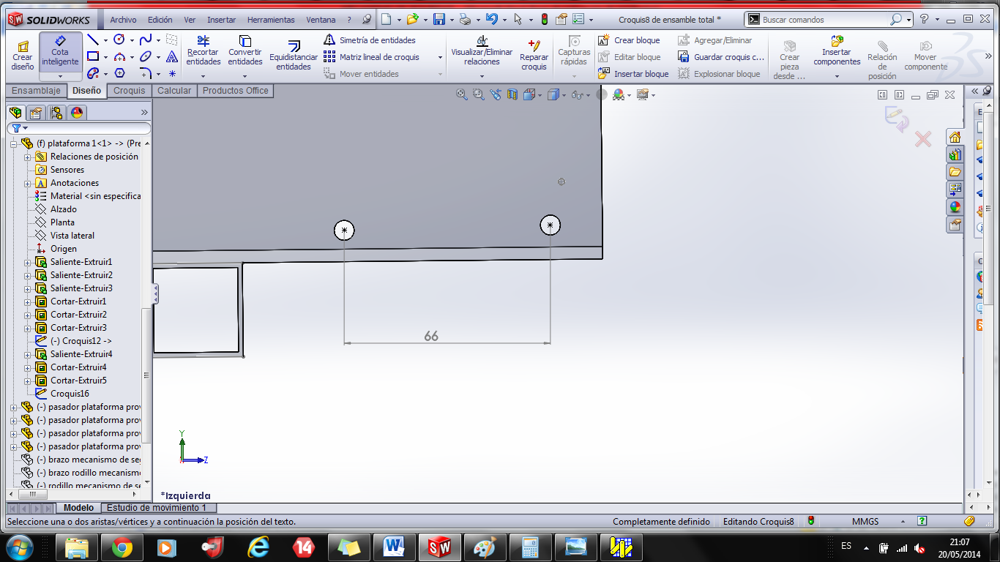 SOLIDWORKS Archivo Edición Ver Insertar Herramientas Ventana ? Croquis8 de ensamble total * Buscar comandos
Crear diseño
Cota inteligente
Recortar entidades
Convertir entidades
Equidistanciar entidades
Simetría de entidades
Matriz lineal de croquis
Mover entidades
Visualizar/Eliminar relaciones
Reparar croquis
Capturas rápidas
Crear bloque
Editar bloque
Insertar bloque
Agregar/Eliminar
Guardar croquis c...
Explosionar bloque
Crear pieza desde ...
Insertar componentes
Relación de posición
Mover componente
Ensamblaje Diseño Croquis Calcular Productos Office
(f) plataforma 1<1> -> (Pre
Relaciones de posición
Sensores
Anotaciones
Material <sin especifica
Alzado
Planta
Vista lateral
Origen
Saliente-Extruir1
Saliente-Extruir2
Saliente-Extruir3
Cortar-Extruir1
Cortar-Extruir2
Cortar-Extruir3
(-) Croquis12 ->
Saliente-Extruir4
Cortar-Extruir4
Cortar-Extruir5
Croquis16
(-) pasador plataforma prov
(-) pasador plataforma prov
(-) pasador plataforma prov
(-) pasador plataforma prov
(-) brazo mecanismo de se
(-) brazo rodillo mecanismo
(-) rodillo mecanismo de se
66
Y
Z
*Izquierda
Modelo Estudio de movimiento 1
Seleccione una o dos aristas/vértices y a continuación la posición del texto. Completamente definido Editando Croquis8 MMGS
14
ES
21:07
20/05/2014